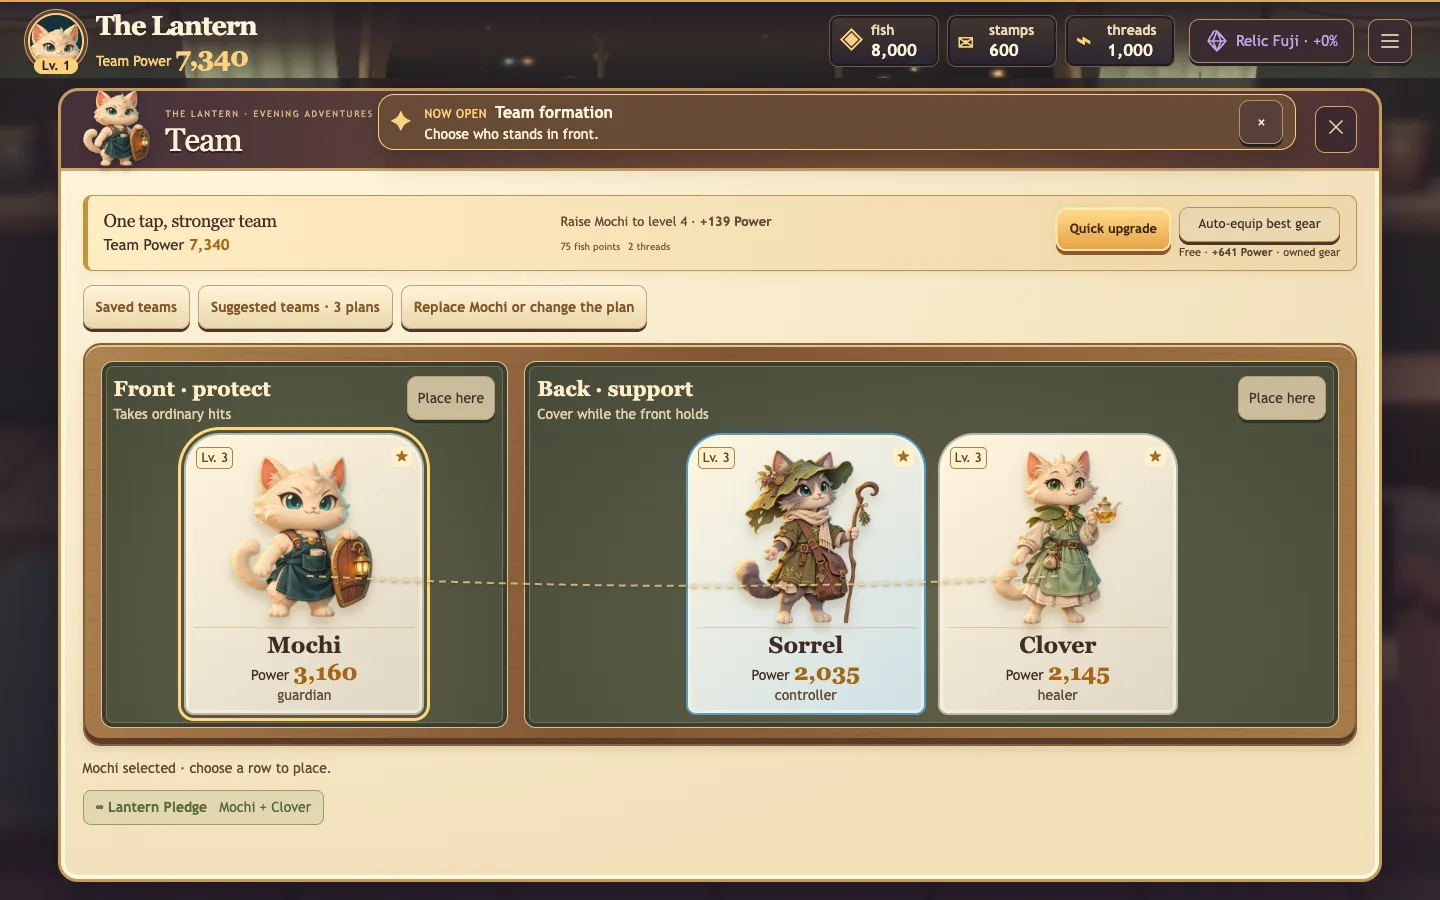 The Lantern
Team Power 7,340
Lv. 1
fish
8,000
stamps
600
threads
1,000
Relic Fuji · +0%
THE LANTERN · EVENING ADVENTURES
Team
NOW OPEN Team formation
Choose who stands in front.
One tap, stronger team
Team Power 7,340
Raise Mochi to level 4 · +139 Power
75 fish points 2 threads
Quick upgrade
Auto-equip best gear
Free · +641 Power · owned gear
Saved teams
Suggested teams · 3 plans
Replace Mochi or change the plan
Front · protect
Takes ordinary hits
Place here
Lv. 3
Mochi
Power 3,160
guardian
Back · support
Cover while the front holds
Place here
Lv. 3
Sorrel
Power 2,035
controller
Lv. 3
Clover
Power 2,145
healer
Mochi selected · choose a row to place.
Lantern Pledge Mochi + Clover